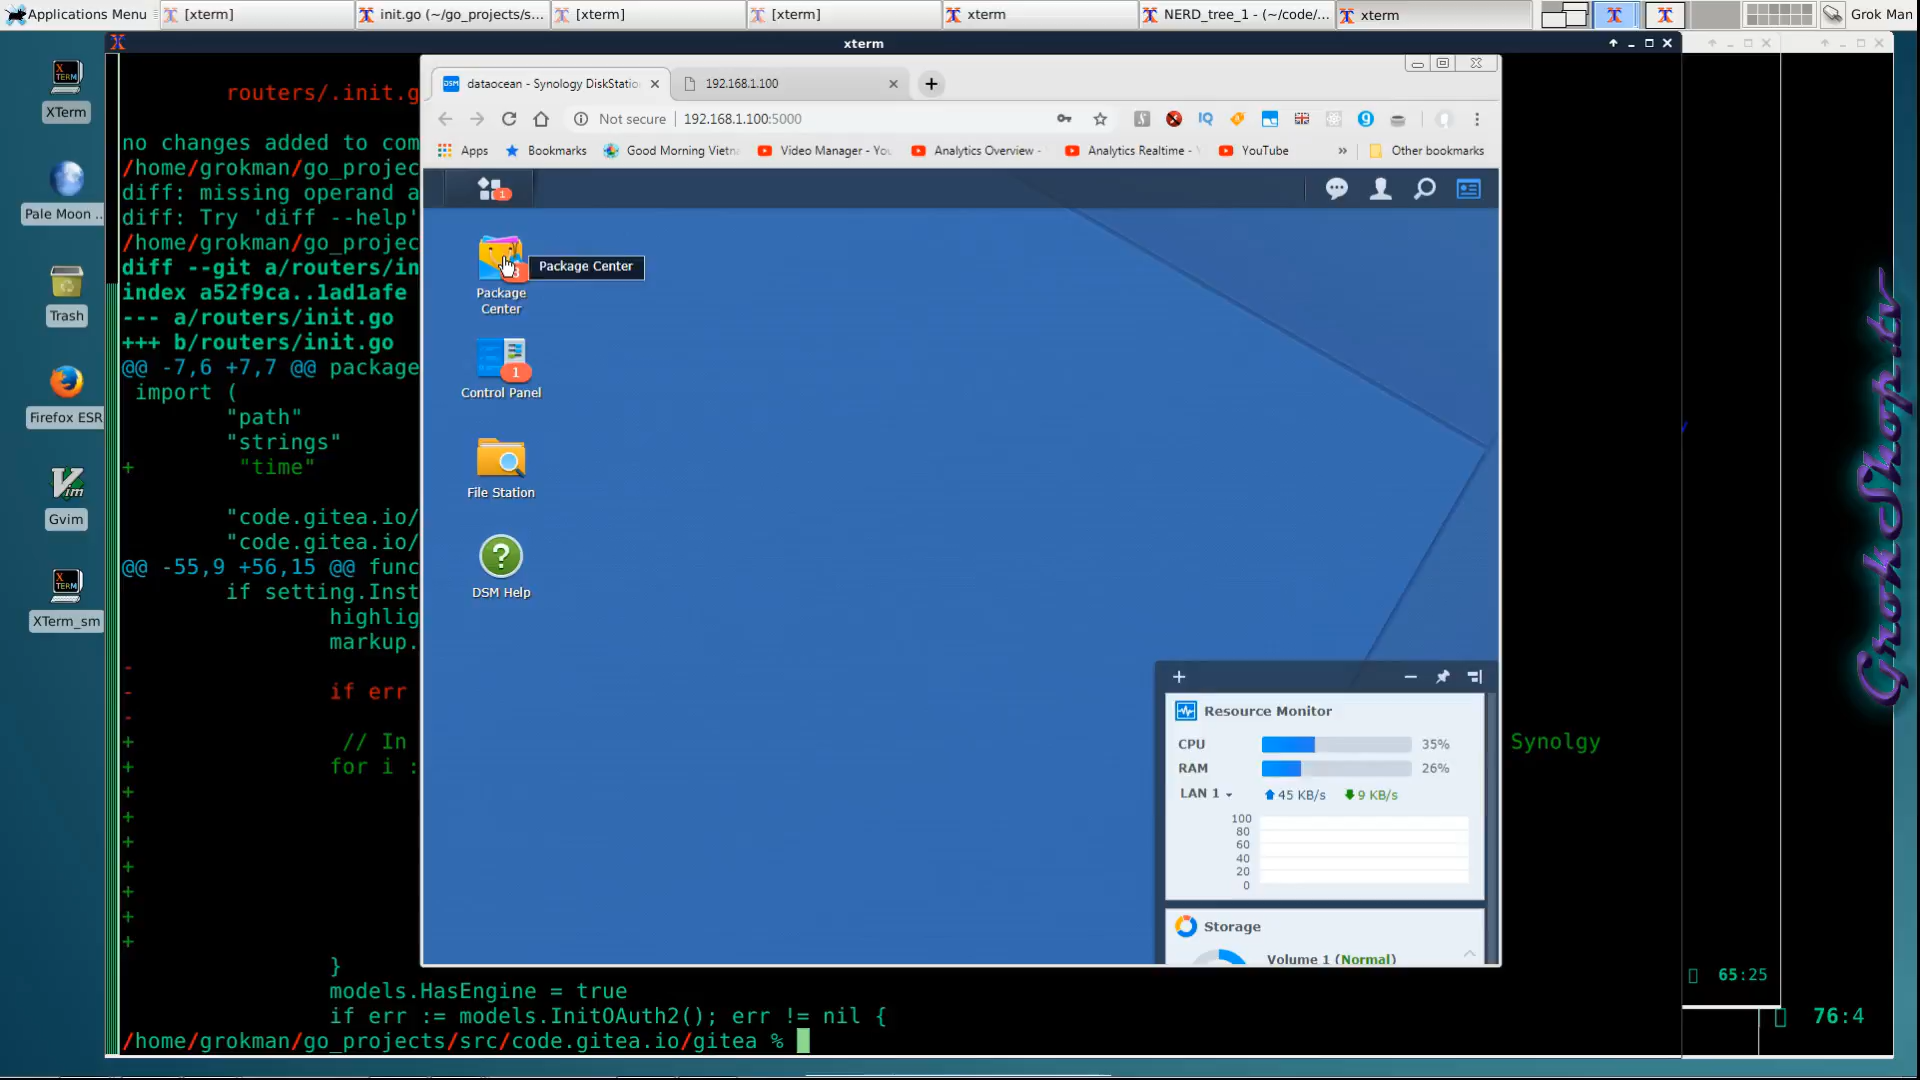 Applications Menu
[xterm]
init.go (~/go_projects/s...
[xterm]
[xterm]
xterm
NERD_tree_1 - (~/code/...
xterm
Grok Man
xterm
XTerm
Pale Moon ...
Trash
Firefox ESR
Gvim
XTerm_sm
routers/.init.g
no changes added to com
/home/grokman/go_projec
diff: missing operand a
diff: Try 'diff --help'
/home/grokman/go_projec
diff --git a/routers/in
index a52f9ca..1ad1afe
--- a/routers/init.go
+++ b/routers/init.go
@@ -7,6 +7,7 @@ package
import (
"path"
"strings"
+ "time"
"code.gitea.io/
"code.gitea.io/
@@ -55,9 +56,15 @@ func
if setting.Inst
highlig
markup.
-
- if err
-
+ // In
Synolgy
+ for i :
+
+
+
+
+
+
+
}
models.HasEngine = true
if err := models.InitOAuth2(); err != nil {
/home/grokman/go_projects/src/code.gitea.io/gitea %
dataocean - Synology DiskStatio
192.168.1.100
Not secure
192.168.1.100:5000
Apps
Bookmarks
Good Morning Vietn
Video Manager - Yo
Analytics Overview -
Analytics Realtime -
YouTube
»
Other bookmarks
1
Package Center
Package
Center
1
Control Panel
File Station
?
DSM Help
Resource Monitor
CPU 35%
RAM 26%
LAN 1 45 KB/s 9 KB/s
100
80
60
40
20
0
Storage
Volume 1 (Normal)
65:25
76:4
GrokShop.tv